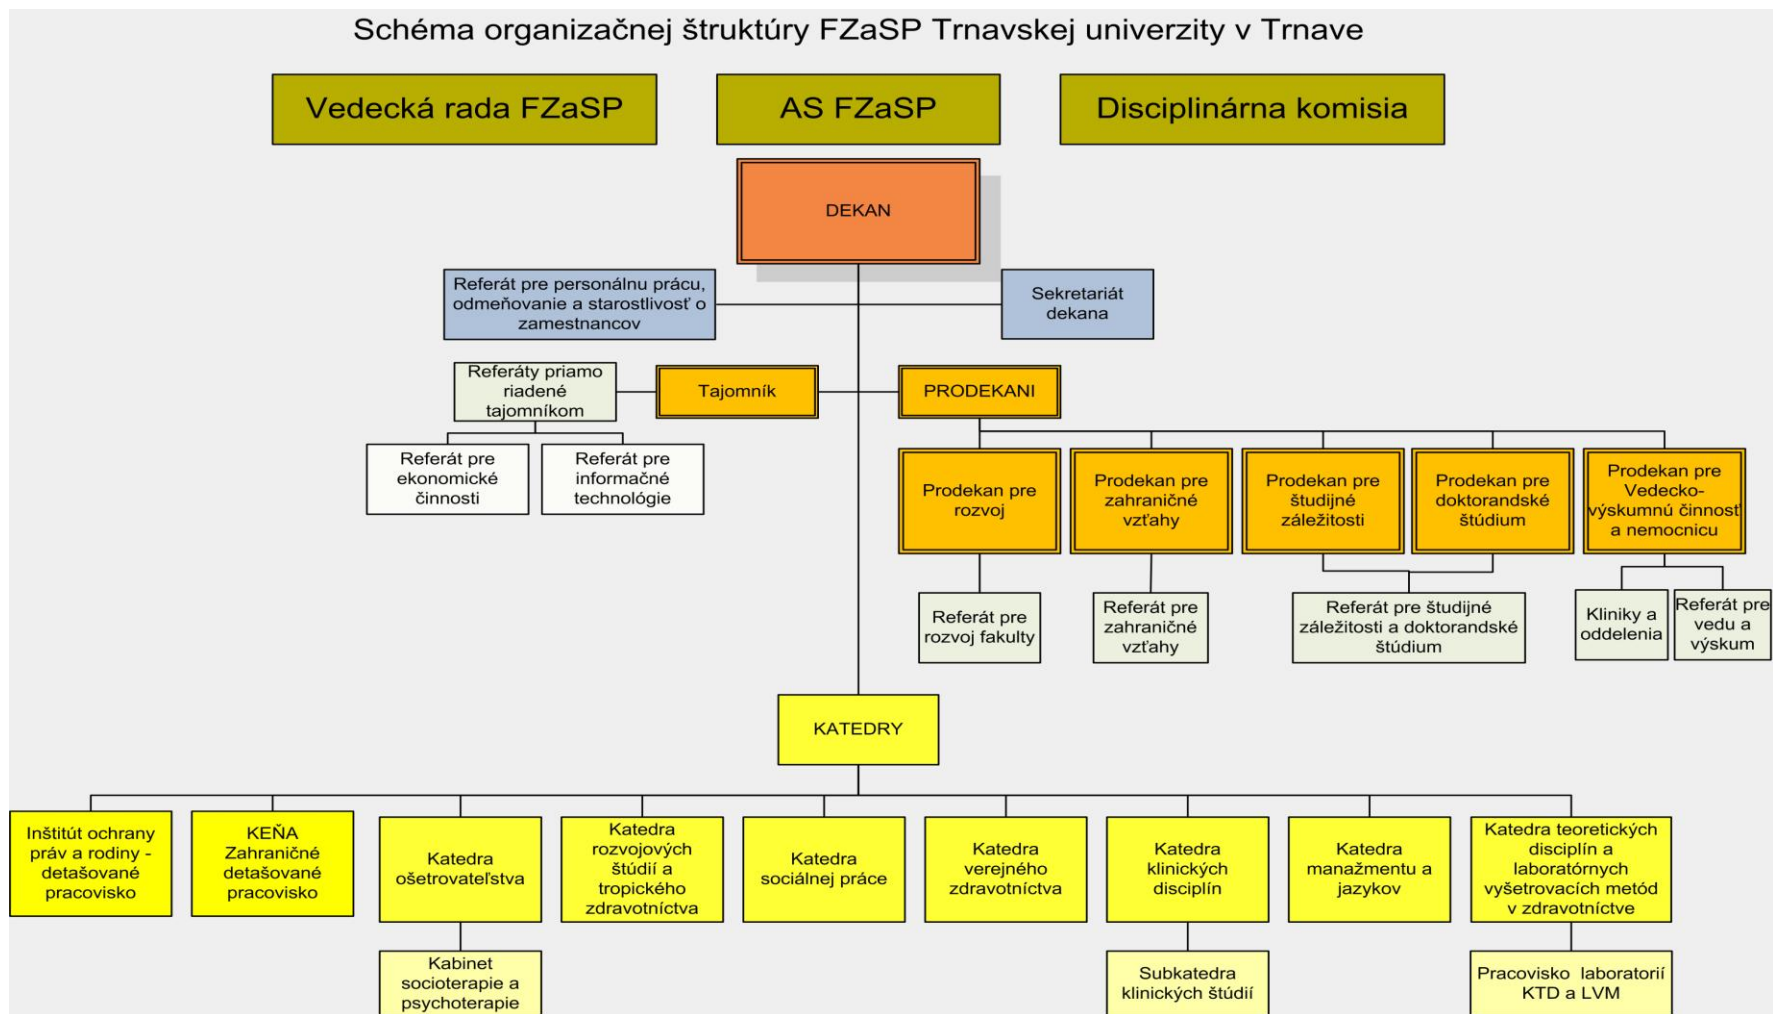 Schéma organizačnej štruktúry FZaSP Trnavskej univerzity v Trnave
Vedecká rada FZaSP
AS FZaSP
Disciplinárna komisia
DEKAN
Referát pre personálnu prácu,
odmeňovanie a starostlivosť o
zamestnancov
Sekretariát
dekana
Referáty priamo
riadené
tajomníkom
Tajomník
PRODEKANI
Referát pre
ekonomické
činnosti
Referát pre
informačné
technológie
Prodekan pre
rozvoj
Prodekan pre
zahraničné
vzťahy
Prodekan pre
študijné
záležitosti
Prodekan pre
doktorandské
štúdium
Prodekan pre
Vedecko-
výskumnú činnosť
a nemocnicu
Referát pre
rozvoj fakulty
Referát pre
zahraničné
vzťahy
Referát pre študijné
záležitosti a doktorandské
štúdium
Kliniky a
oddelenia
Referát pre
vedu a
výskum
KATEDRY
Inštitút ochrany
práv a rodiny -
detašované
pracovisko
KEŇA
Zahraničné
detašované
pracovisko
Katedra
ošetrovateľstva
Katedra
rozvojových
štúdií a
tropického
zdravotníctva
Katedra
sociálnej práce
Katedra
verejného
zdravotníctva
Katedra
klinických
disciplín
Katedra
manažmentu a
jazykov
Katedra teoretických
disciplín a
laboratórnych
vyšetrovacích metód
v zdravotníctve
Kabinet
socioterapie a
psychoterapie
Subkatedra
klinických štúdií
Pracovisko laboratorií
KTD a LVM